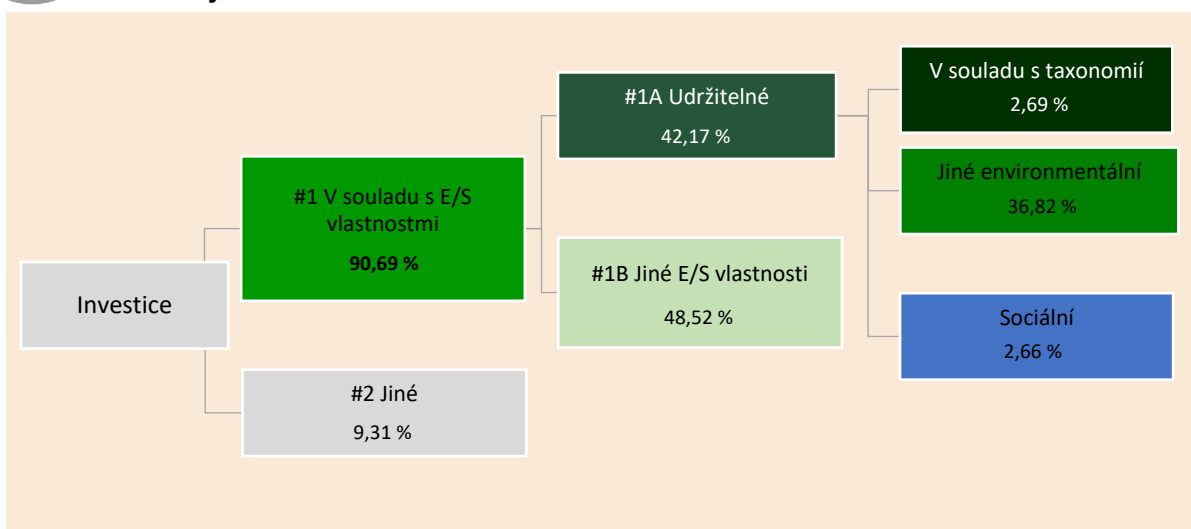 Investice
#1 V souladu s E/S
vlastnostmi
90,69 %
#2 Jiné
9,31 %
#1A Udržitelné
42,17 %
#1B Jiné E/S vlastnosti
48,52 %
V souladu s taxonomií
2,69 %
Jiné environmentální
36,82 %
Sociální
2,66 %